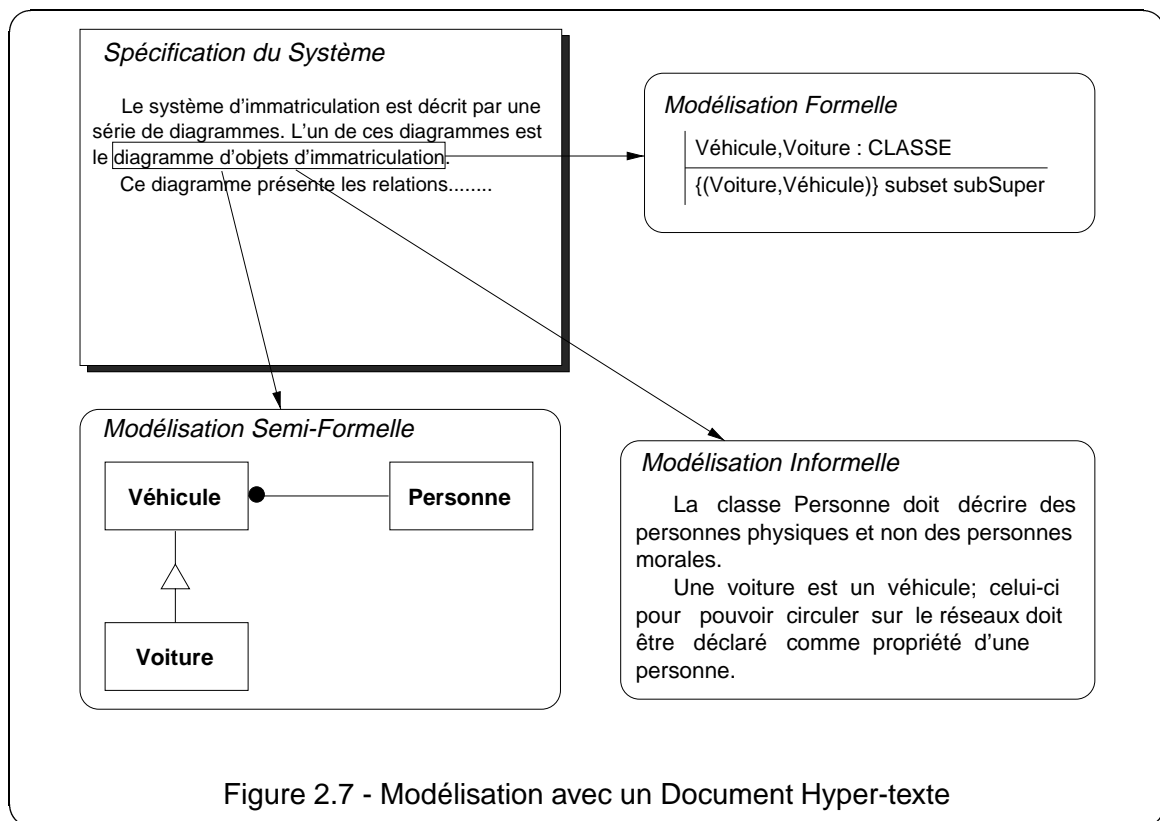 Spécification du Système
Le système d'immatriculation est décrit par une
série de diagrammes. L'un de ces diagrammes est
le diagramme d'objets d'immatriculation.
Ce diagramme présente les relations........
Modélisation Formelle
Véhicule,Voiture : CLASSE
{(Voiture,Véhicule)} subset subSuper
Modélisation Semi-Formelle
Véhicule
Personne
Voiture
Modélisation Informelle
La classe Personne doit décrire des
personnes physiques et non des personnes
morales.
Une voiture est un véhicule; celui-ci
pour pouvoir circuler sur le réseaux doit
être déclaré comme propriété d'une
personne.
Figure 2.7 - Modélisation avec un Document Hyper-texte